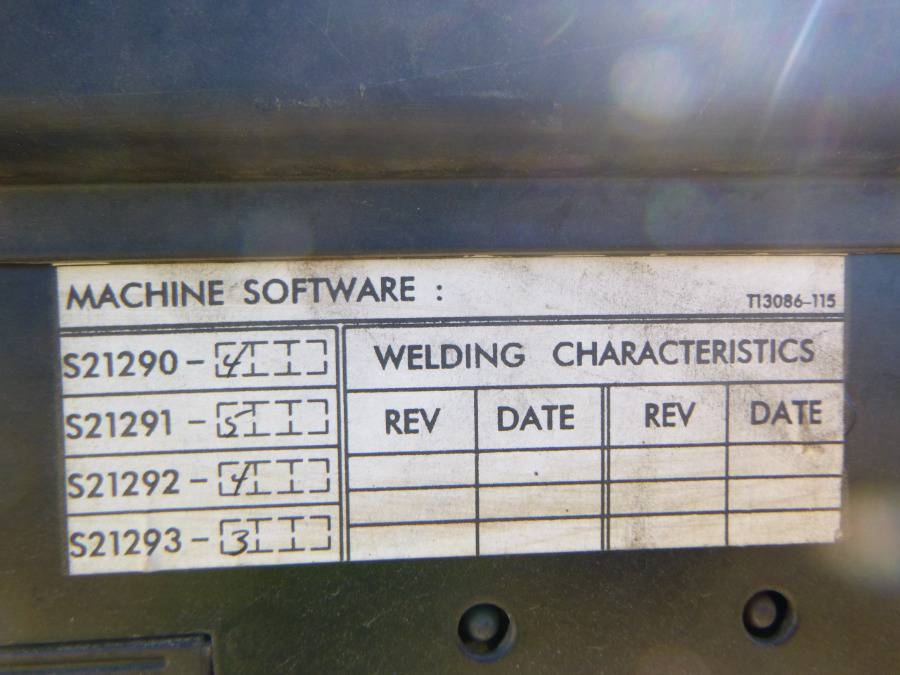 MACHINE SOFTWARE :
T13086-115
S21290-4
WELDING CHARACTERISTICS
S21291-5
REV DATE REV DATE
S21292-4
S21293-3